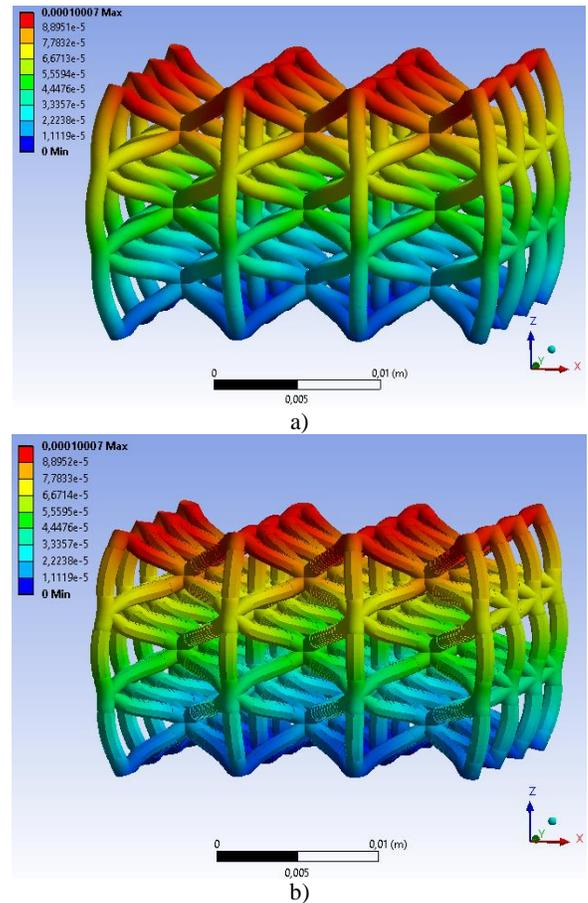 0,00010007 Max
8,8951e-5
7,7832e-5
6,6713e-5
5,5594e-5
4,4476e-5
3,3357e-5
2,2238e-5
1,1119e-5
0 Min
Z
Y
X
0
0,01 (m)
0,005
a)
0,00010007 Max
8,8952e-5
7,7833e-5
6,6714e-5
5,5595e-5
4,4476e-5
3,3357e-5
2,2238e-5
1,1119e-5
0 Min
Z
Y
X
0
0,01 (m)
0,005
b)